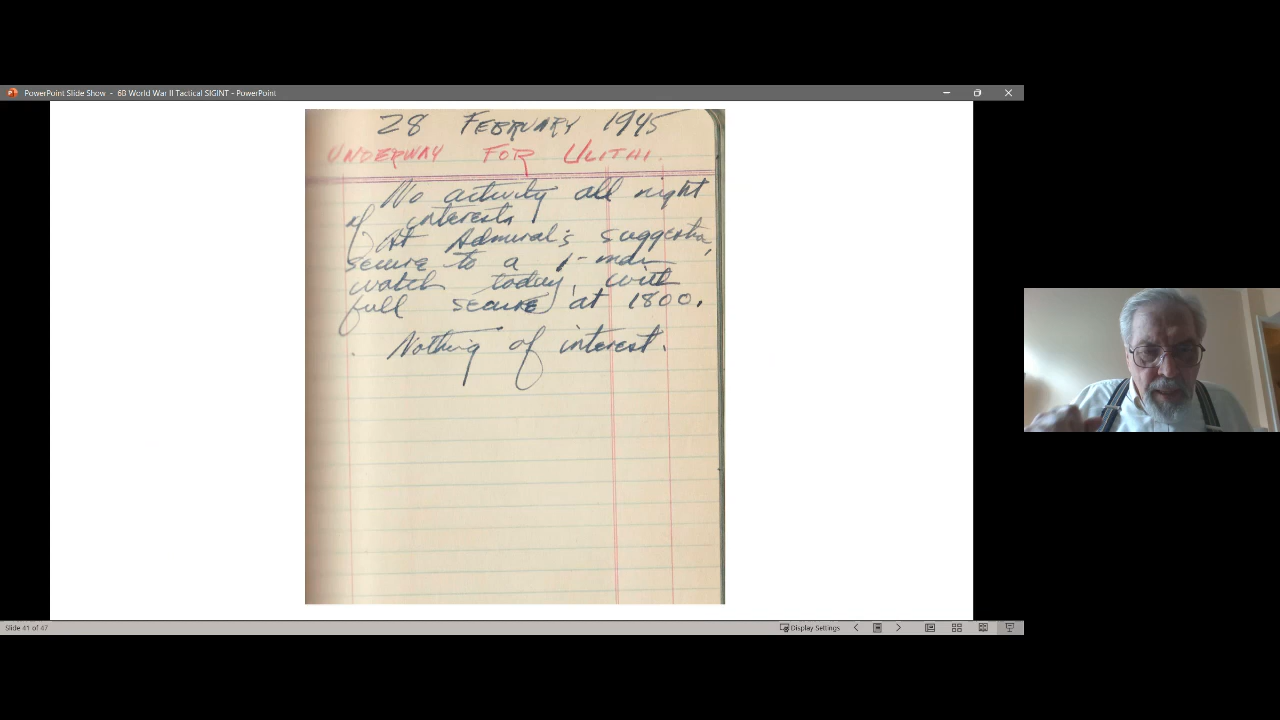 PowerPoint Slide Show - 6B World War II Tactical SIGINT - PowerPoint
28 FEBRUARY 1945
UNDERWAY FOR ULITHI.
No activity all night
of interest.
At Admiral's suggestion,
secure to a 1-man
watch today, with
full secure at 1800.
Nothing of interest.
Slide 41 of 47
Display Settings